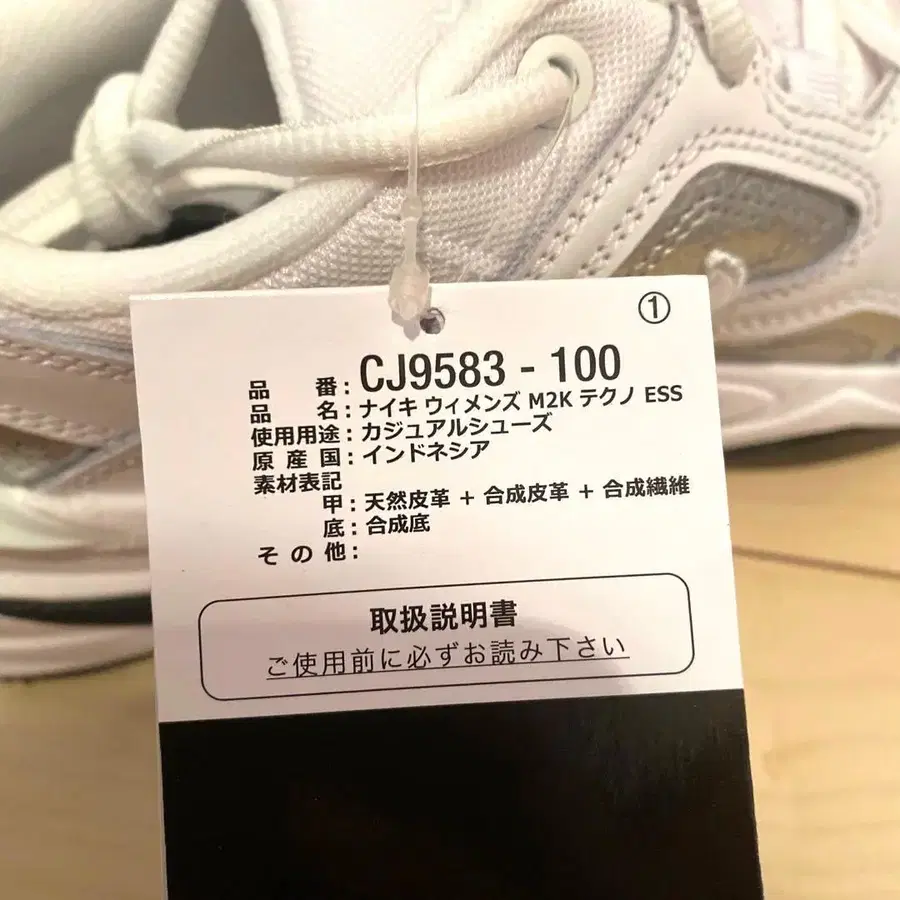 ①
品番：CJ9583 - 100
品名：ナイキ ウィメンズ M2K テクノ ESS
使用用途：カジュアルシューズ
原産国：インドネシア
素材表記
甲：天然皮革 + 合成皮革 + 合成繊維
底：合成底
その他：
取扱説明書
ご使用前に必ずお読み下さい